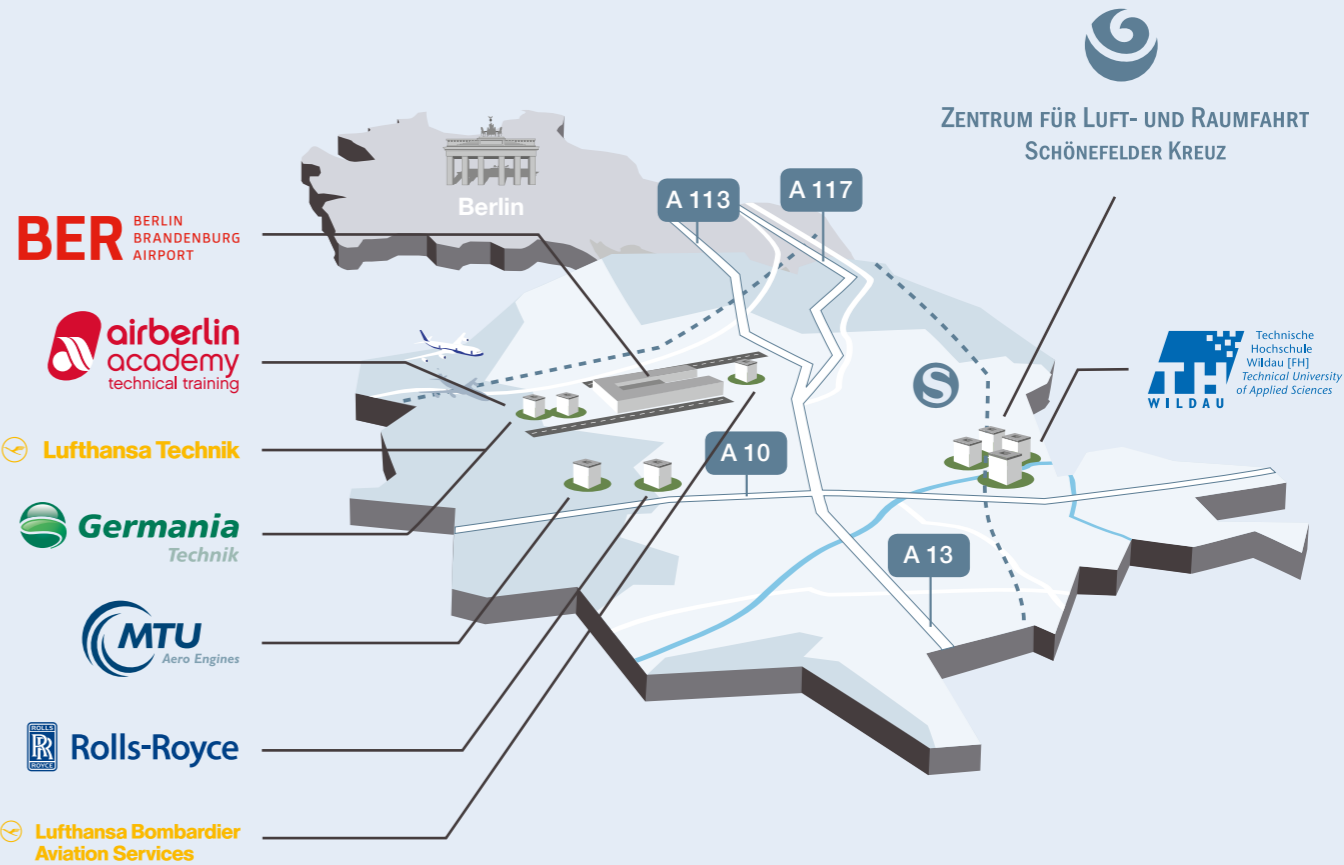 ZENTRUM FÜR LUFT- UND RAUMFAHRT
SCHÖNEFELDER KREUZ
Berlin
A 113
A 117
BER
BERLIN
BRANDENBURG
AIRPORT
airberlin
academy
technical training
Lufthansa Technik
Germania
Technik
MTU
Aero Engines
ROLLS
RR
ROYCE
Rolls-Royce
Lufthansa Bombardier
Aviation Services
S
A 10
A 13
TH
WILDAU
Technische
Hochschule
Wildau [FH]
Technical University
of Applied Sciences